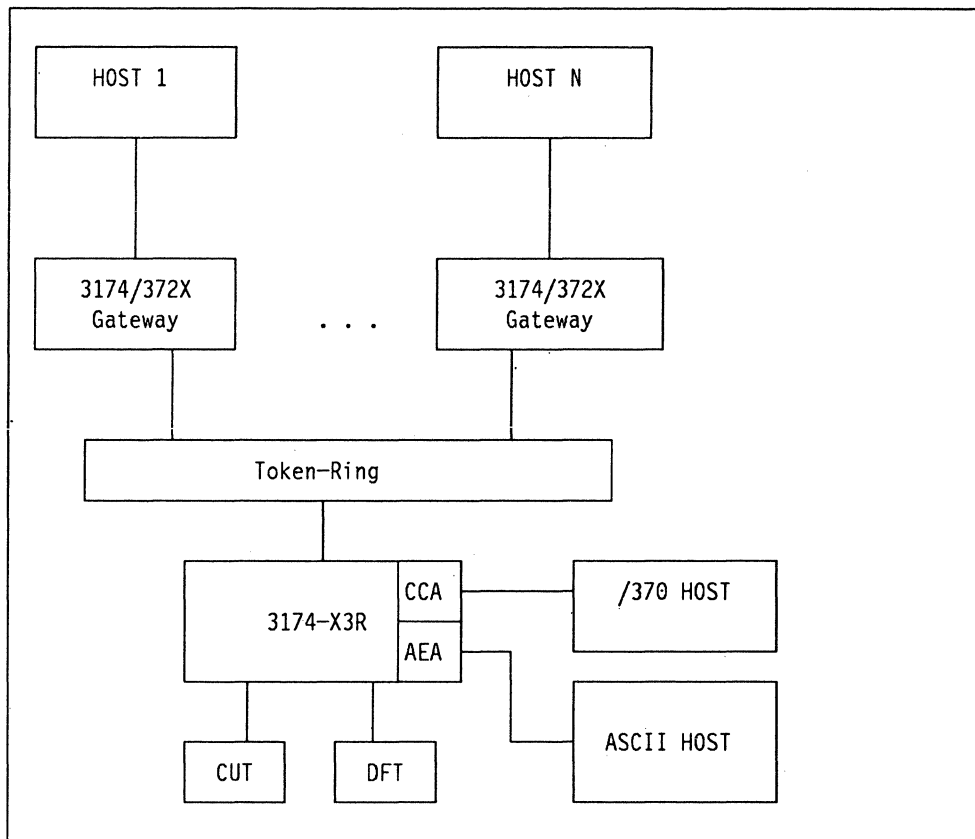 HOST 1
HOST N
3174/372X
Gateway
. . .
3174/372X
Gateway
Token-Ring
3174-X3R
CCA
AEA
/370 HOST
ASCII HOST
CUT
DFT